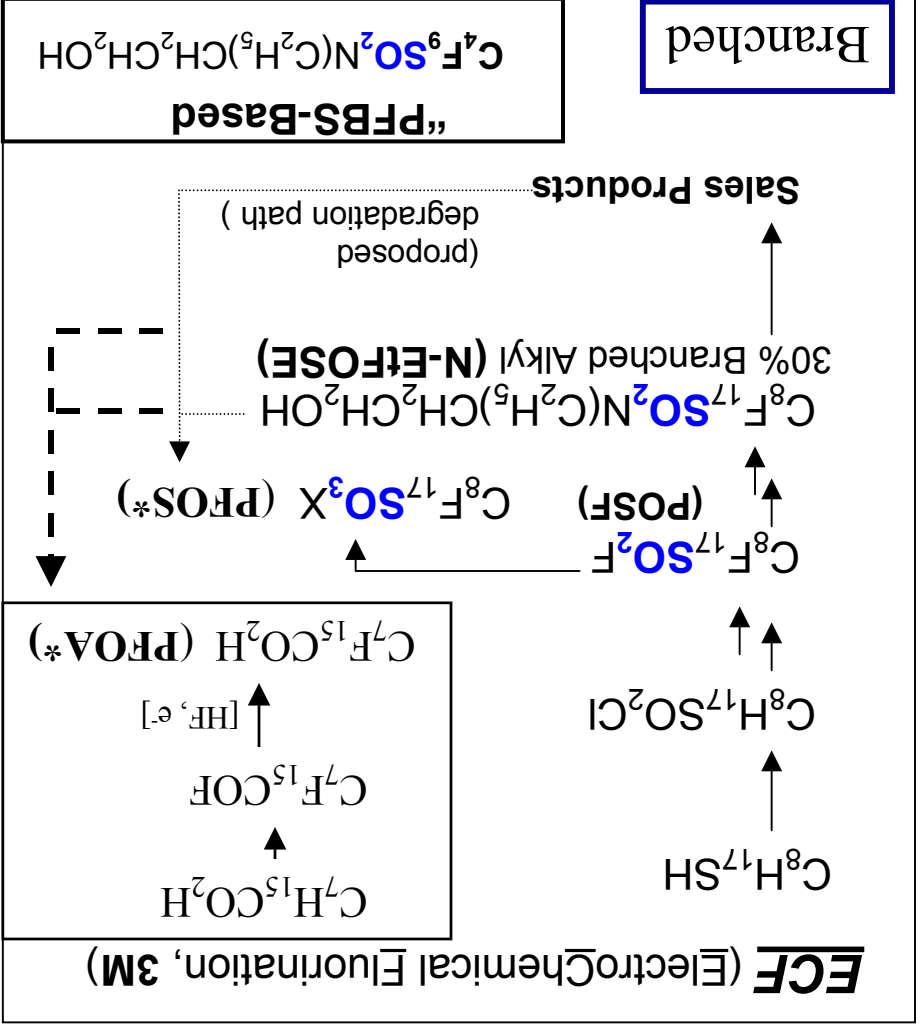 ECF (ElectroChemical Fluorination, 3M)
C8H17SH
C7H15CO2H
C7F15COF
[HF, e-]
C8H17SO2Cl
C7F15CO2H (PFOA*)
C8F17SO2F
(POSF)
C8F17SO3X (PFOS*)
C8F17SO2N(C2H5)CH2CH2OH
30% Branched Alkyl (N-EtFOSE)
(proposed
degradation path )
Sales Products
Branched
“PFBS-Based
C4F9SO2N(C2H5)CH2CH2OH